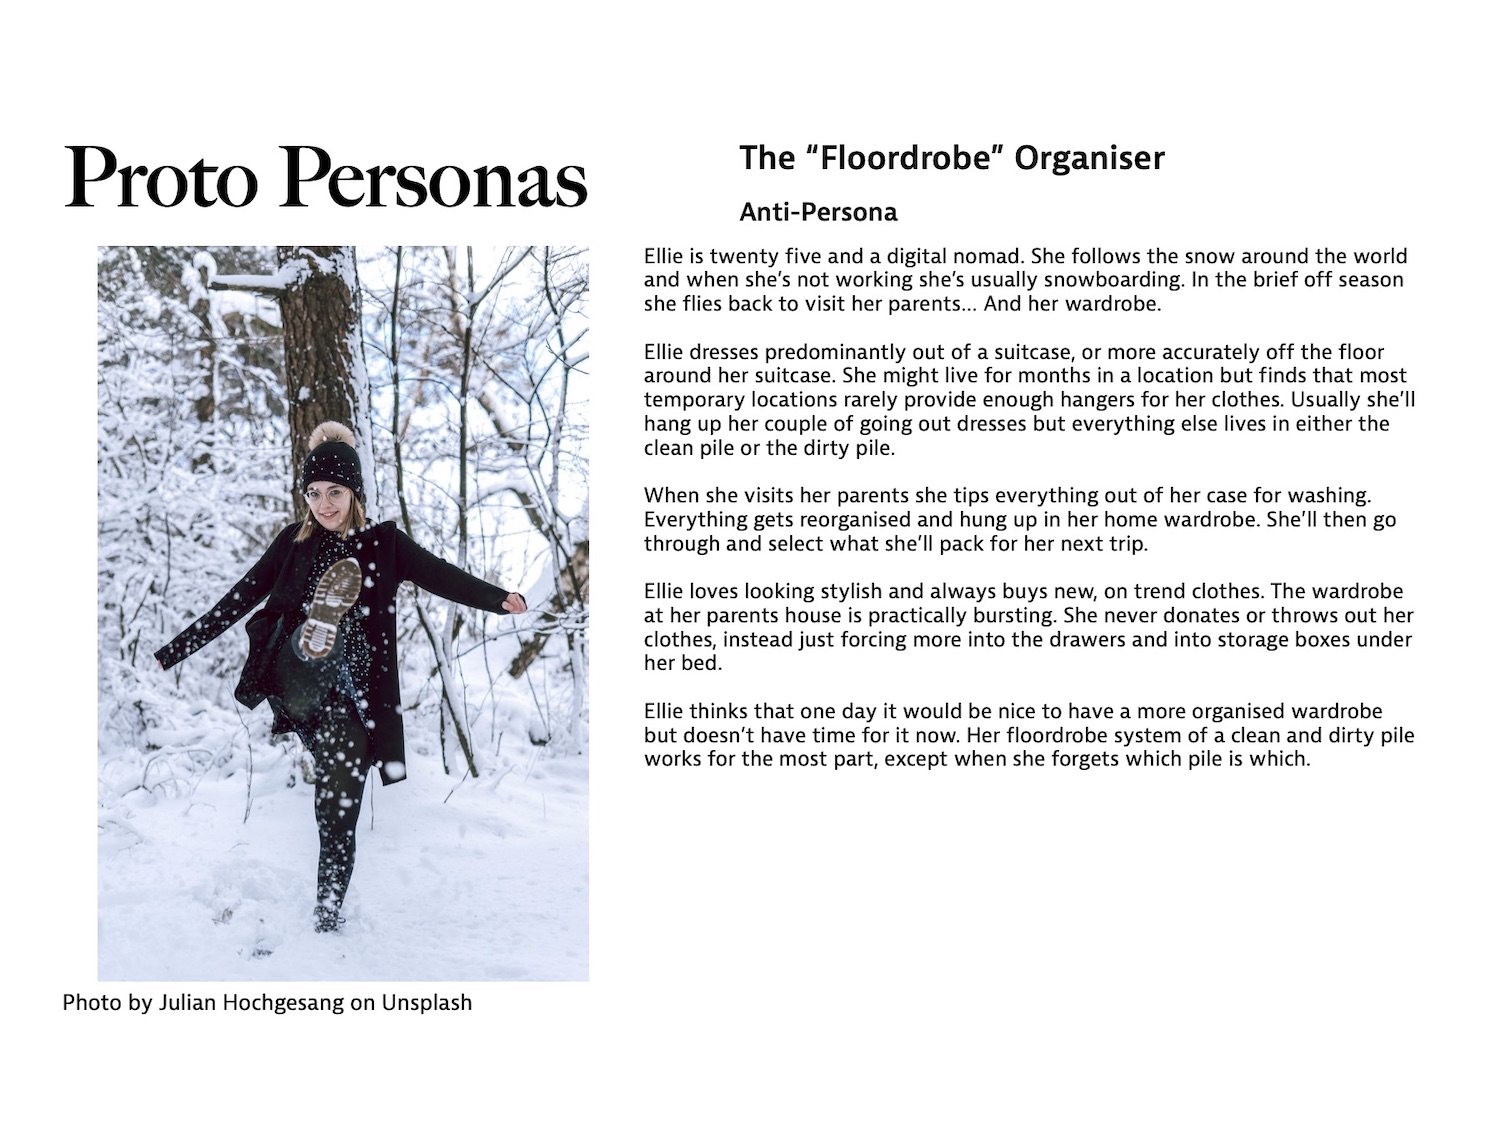 Proto Personas
The “Floordrobe” Organiser
Anti-Persona
Ellie is twenty five and a digital nomad. She follows the snow around the world
and when she’s not working she’s usually snowboarding. In the brief off season
she flies back to visit her parents... And her wardrobe.
Ellie dresses predominantly out of a suitcase, or more accurately off the floor
around her suitcase. She might live for months in a location but finds that most
temporary locations rarely provide enough hangers for her clothes. Usually she’ll
hang up her couple of going out dresses but everything else lives in either the
clean pile or the dirty pile.
When she visits her parents she tips everything out of her case for washing.
Everything gets reorganised and hung up in her home wardrobe. She’ll then go
through and select what she’ll pack for her next trip.
Ellie loves looking stylish and always buys new, on trend clothes. The wardrobe
at her parents house is practically bursting. She never donates or throws out her
clothes, instead just forcing more into the drawers and into storage boxes under
her bed.
Ellie thinks that one day it would be nice to have a more organised wardrobe
but doesn’t have time for it now. Her floordrobe system of a clean and dirty pile
works for the most part, except when she forgets which pile is which.
Photo by Julian Hochgesang on Unsplash